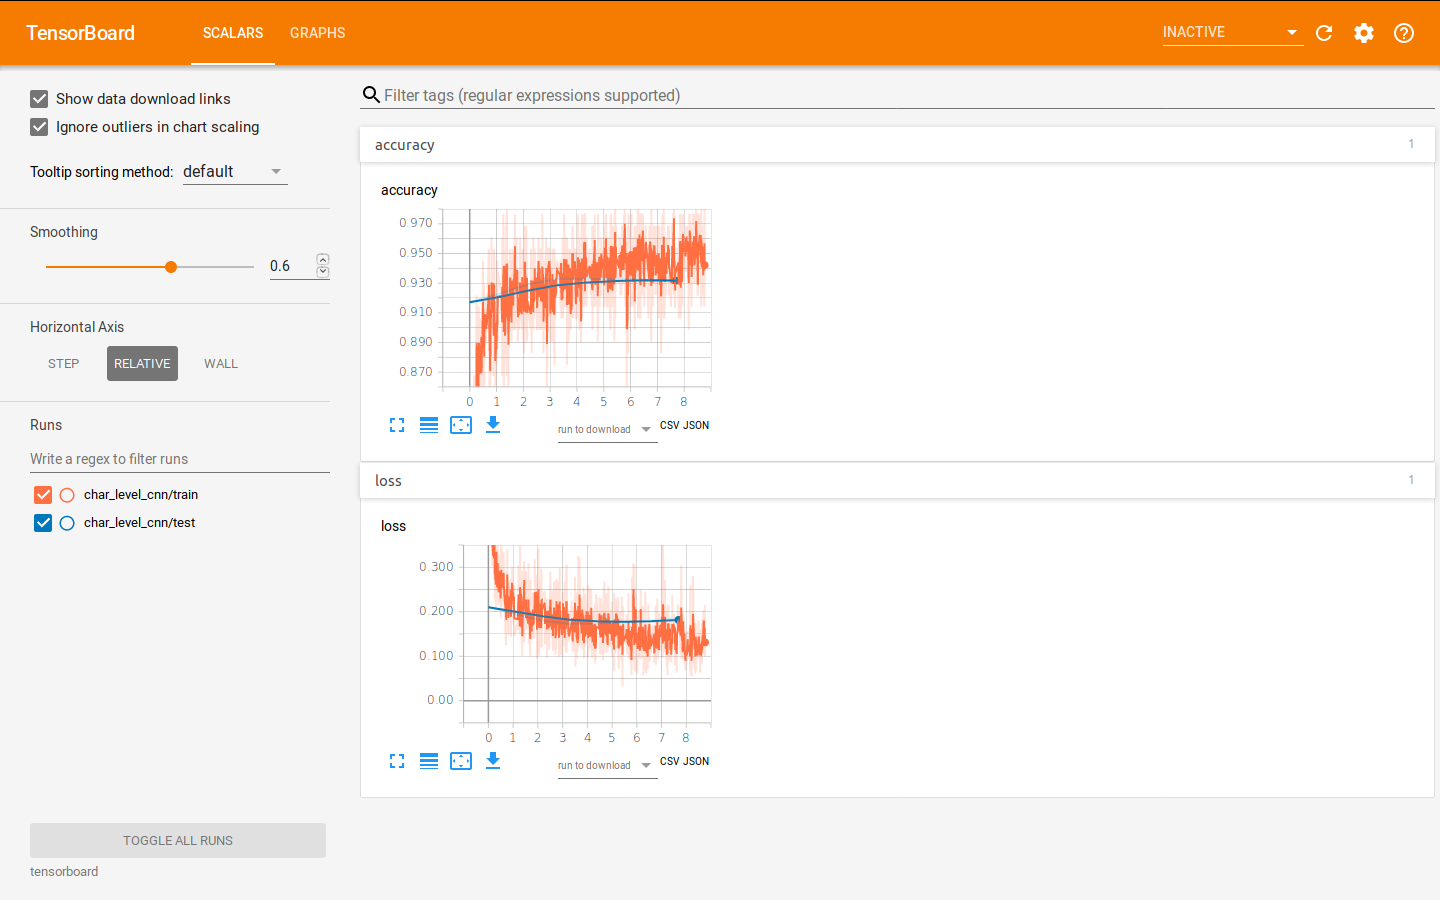 TensorBoard SCALARS GRAPHS INACTIVE
Show data download links
Ignore outliers in chart scaling
Tooltip sorting method: default
Smoothing
0.6
Horizontal Axis
STEP RELATIVE WALL
Runs
Write a regex to filter runs
char_level_cnn/train
char_level_cnn/test
TOGGLE ALL RUNS
tensorboard
Filter tags (regular expressions supported)
accuracy 1
accuracy
0.970
0.950
0.930
0.910
0.890
0.870
0 1 2 3 4 5 6 7 8
run to download CSV JSON
loss 1
loss
0.300
0.200
0.100
0.00
0 1 2 3 4 5 6 7 8
run to download CSV JSON